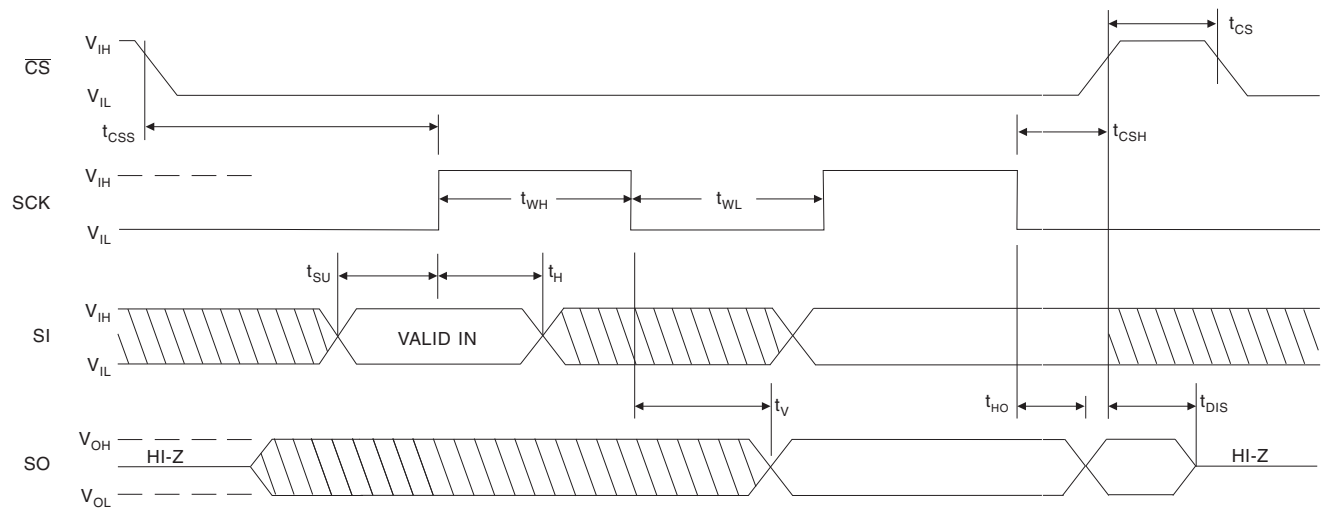 t_CS
V_IH
C̅S̅
V_IL
t_CSS
t_CSH
V_IH
SCK
t_WH
t_WL
V_IL
t_SU
t_H
V_IH
SI
VALID IN
V_IL
t_V
t_HO
t_DIS
V_OH
SO
HI-Z
HI-Z
V_OL